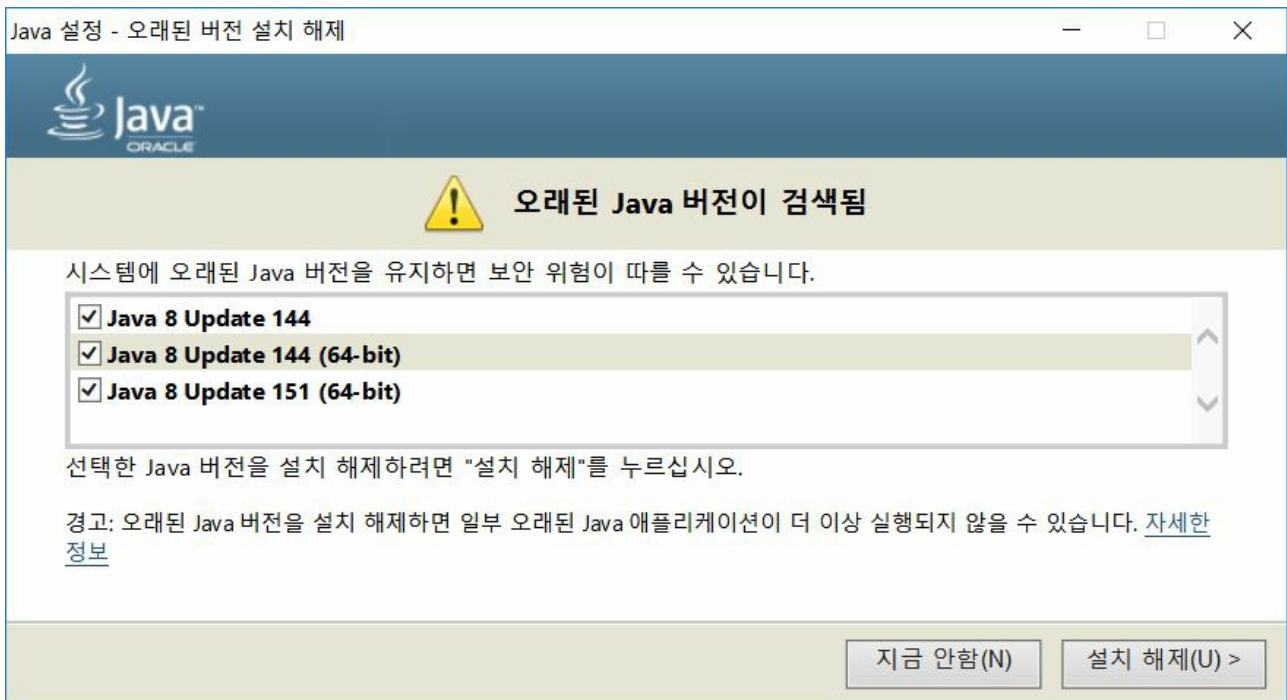 Java 설정 - 오래된 버전 설치 해제
Java™
ORACLE
오래된 Java 버전이 검색됨
시스템에 오래된 Java 버전을 유지하면 보안 위험이 따를 수 있습니다.
Java 8 Update 144
Java 8 Update 144 (64-bit)
Java 8 Update 151 (64-bit)
선택한 Java 버전을 설치 해제하려면 "설치 해제"를 누르십시오.
경고: 오래된 Java 버전을 설치 해제하면 일부 오래된 Java 애플리케이션이 더 이상 실행되지 않을 수 있습니다. 자세한
정보
지금 안함(N)
설치 해제(U) >